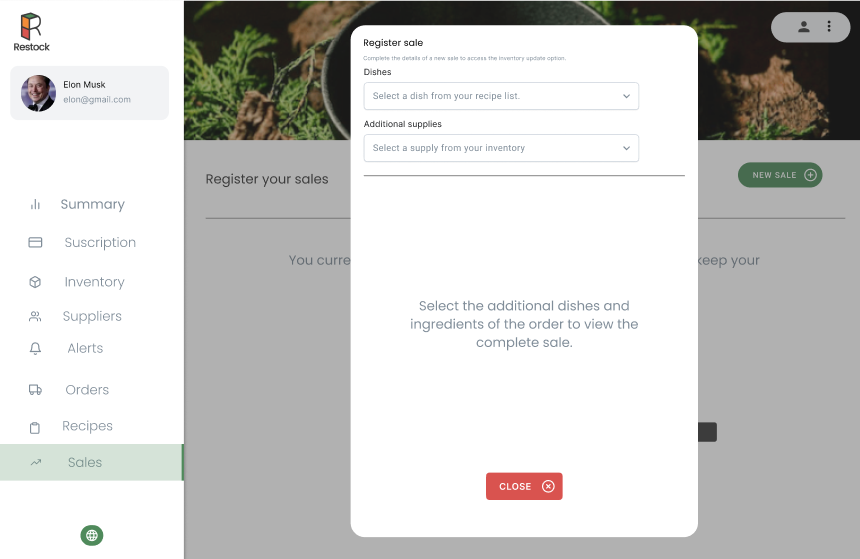 Restock
Elon Musk
elon@gmail.com
Summary
Suscription
Inventory
Suppliers
Alerts
Orders
Recipes
Sales
Register your sales
NEW SALE
You curre
keep your
Register sale
Complete the details of a new sale to access the inventory update option.
Dishes
Select a dish from your recipe list.
Additional supplies
Select a supply from your inventory
Select the additional dishes and
ingredients of the order to view the
complete sale.
CLOSE